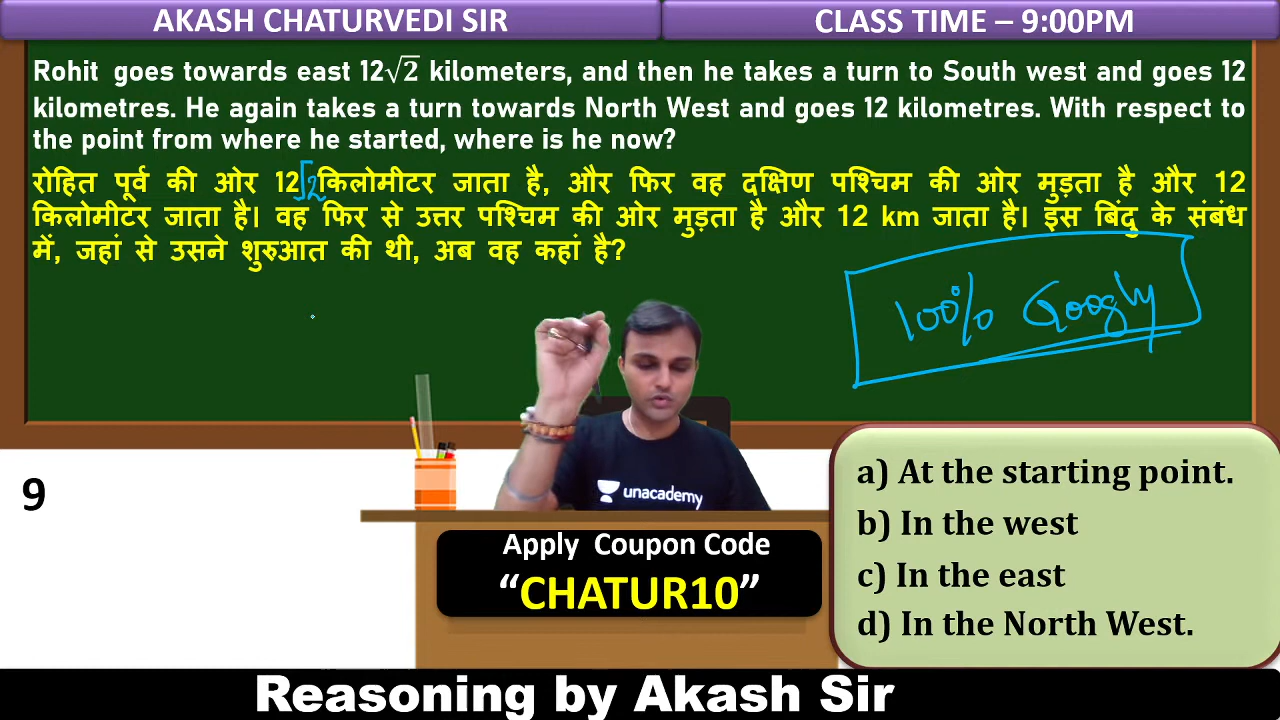 AKASH CHATURVEDI SIR
CLASS TIME – 9:00PM
Rohit goes towards east 12√2 kilometers, and then he takes a turn to South west and goes 12
kilometres. He again takes a turn towards North West and goes 12 kilometres. With respect to
the point from where he started, where is he now?
रोहित पूर्व की ओर 12√2 किलोमीटर जाता है, और फिर वह दक्षिण पश्चिम की ओर मुड़ता है और 12
किलोमीटर जाता है। वह फिर से उत्तर पश्चिम की ओर मुड़ता है और 12 km जाता है। इस बिंदु के संबंध
में, जहां से उसने शुरुआत की थी, अब वह कहां है?
100% Googly
unacademy
9
a) At the starting point.
b) In the west
c) In the east
d) In the North West.
Apply Coupon Code
“CHATUR10”
Reasoning by Akash Sir